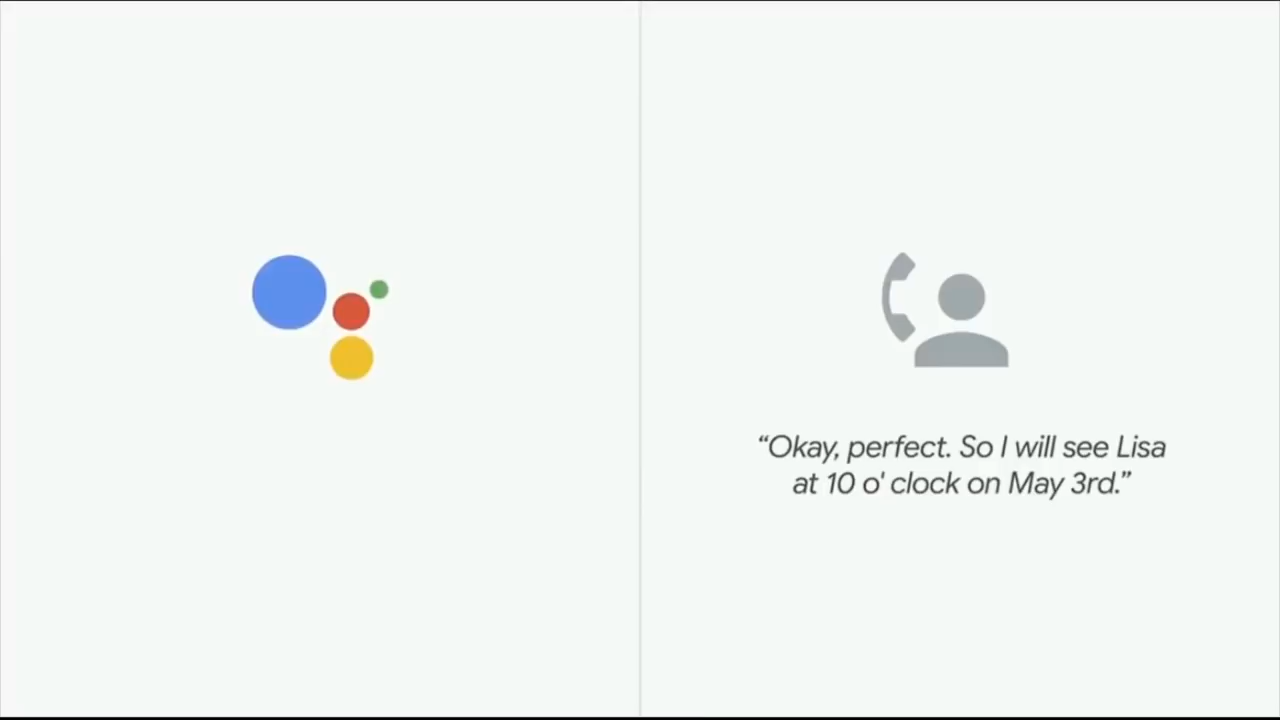 “Okay, perfect. So I will see Lisa
at 10 o' clock on May 3rd.”